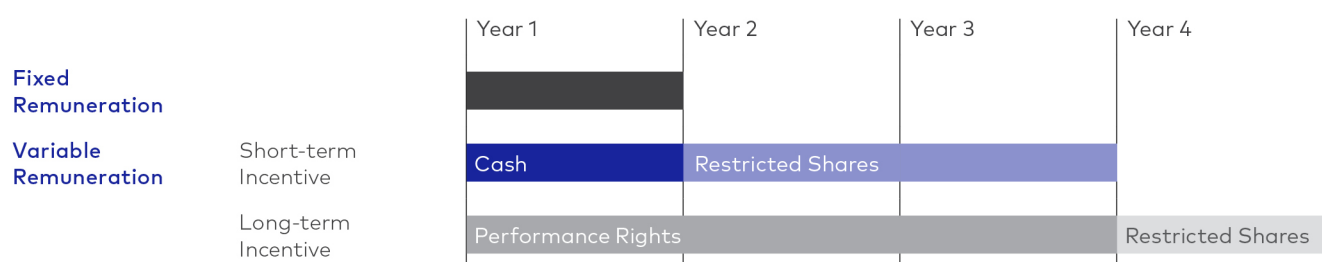 Year 1
Year 2
Year 3
Year 4
Fixed
Remuneration
Variable
Remuneration
Short-term
Incentive
Cash
Restricted Shares
Long-term
Incentive
Performance Rights
Restricted Shares